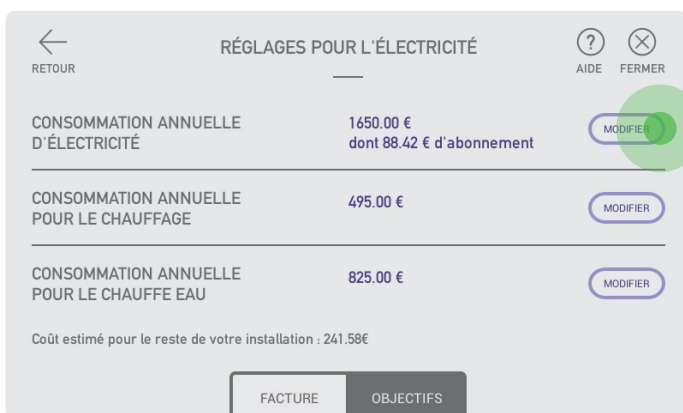 RETOUR
RÉGLAGES POUR L'ÉLECTRICITÉ
?
AIDE
FERMER
CONSOMMATION ANNUELLE
D'ÉLECTRICITÉ
1650.00 €
dont 88.42 € d'abonnement
MODIFIER
CONSOMMATION ANNUELLE
POUR LE CHAUFFAGE
495.00 €
MODIFIER
CONSOMMATION ANNUELLE
POUR LE CHAUFFE EAU
825.00 €
MODIFIER
Coût estimé pour le reste de votre installation : 241.58€
FACTURE
OBJECTIFS